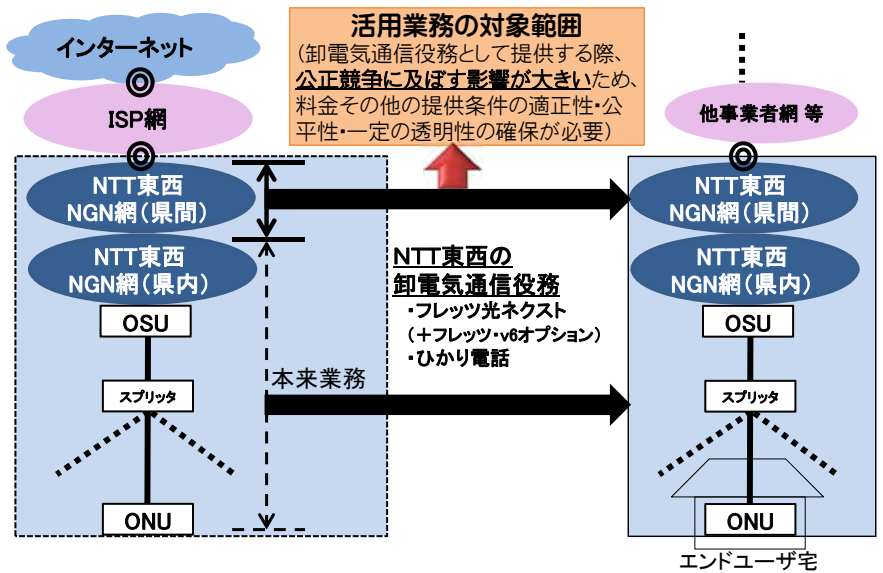 インターネット
ISP網
活用業務の対象範囲
(卸電気通信役務として提供する際、
公正競争に及ぼす影響が大きいため、
料金その他の提供条件の適正性・公
平性・一定の透明性の確保が必要)
他事業者網 等
NTT東西
NGN網(県間)
NTT東西
NGN網(県内)
OSU
スプリッタ
ONU
本来業務
NTT東西の
卸電気通信役務
・フレッツ光ネクスト
(+フレッツ・v6オプション)
・ひかり電話
NTT東西
NGN網(県間)
NTT東西
NGN網(県内)
OSU
スプリッタ
ONU
エンドユーザ宅